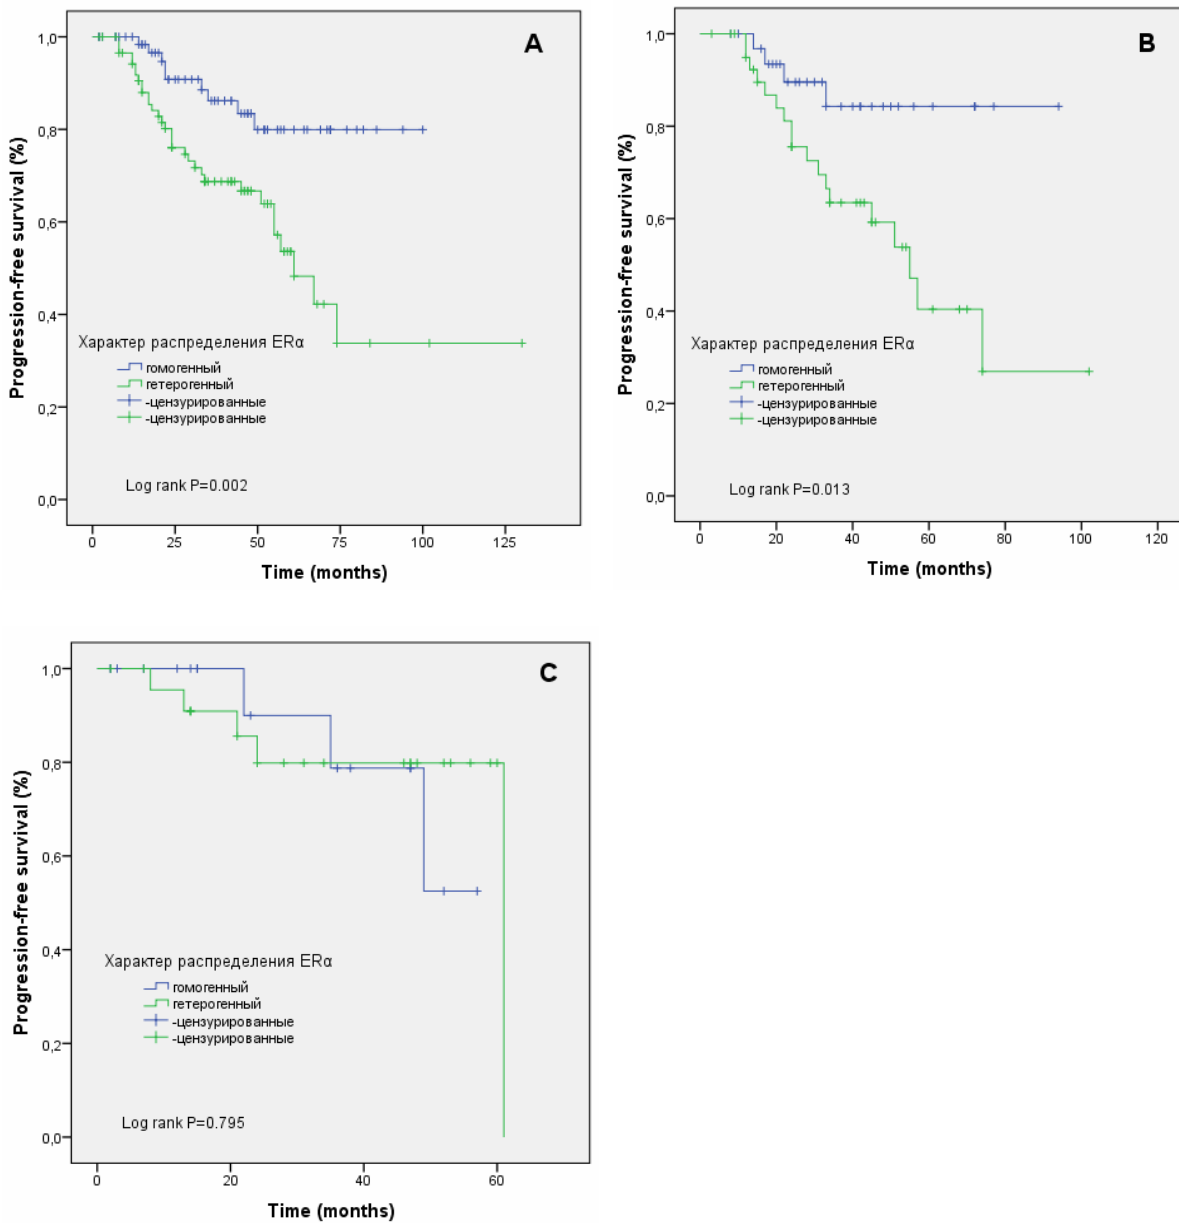 A
Progression-free survival (%)
1,0
0,8
0,6
0,4
0,2
0,0
Характер распределения ERα
гомогенный
гетерогенный
-цензурированные
-цензурированные
Log rank P=0.002
0 25 50 75 100 125
Time (months)
B
Progression-free survival (%)
1,0
0,8
0,6
0,4
0,2
0,0
Характер распределения ERα
гомогенный
гетерогенный
-цензурированные
-цензурированные
Log rank P=0.013
0 20 40 60 80 100 120
Time (months)
C
Progression-free survival (%)
1,0
0,8
0,6
0,4
0,2
0,0
Характер распределения ERα
гомогенный
гетерогенный
-цензурированные
-цензурированные
Log rank P=0.795
0 20 40 60
Time (months)